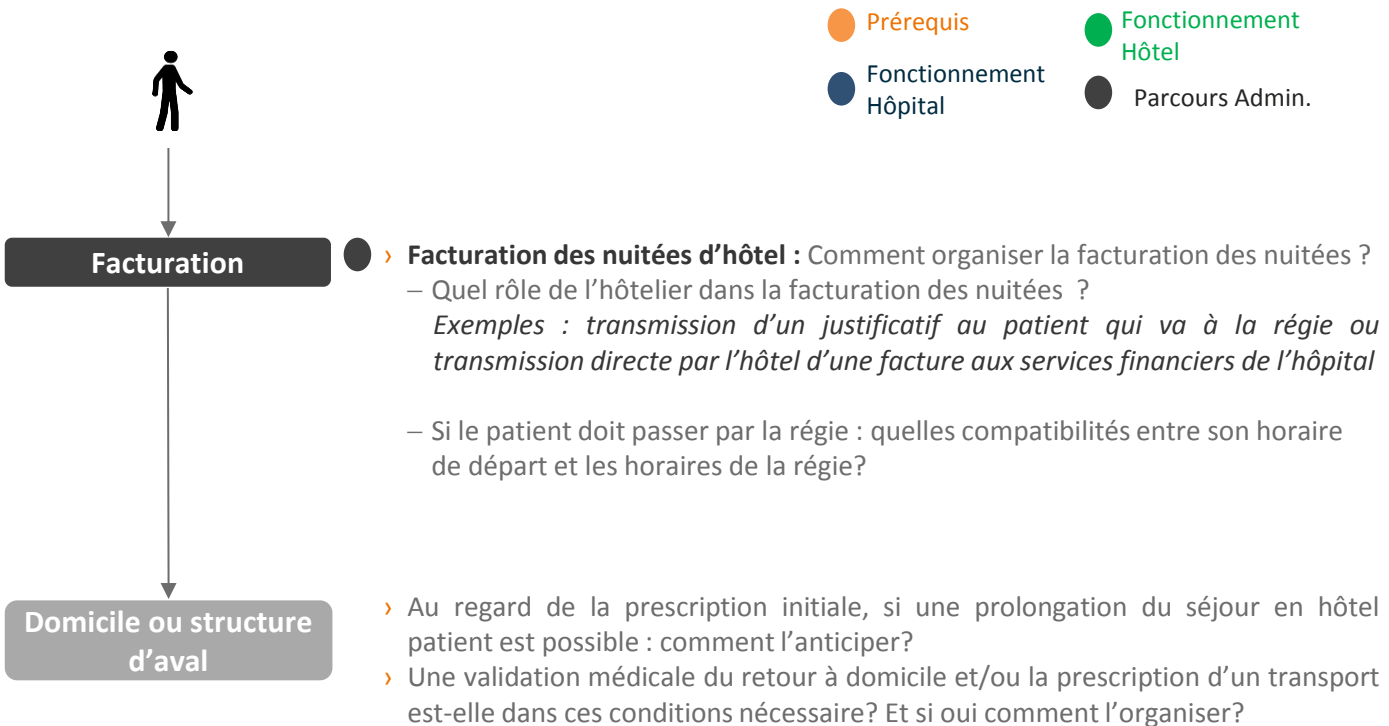 Prérequis
Fonctionnement
Hôtel
Fonctionnement
Hôpital
Parcours Admin.
Facturation
› Facturation des nuitées d’hôtel : Comment organiser la facturation des nuitées ?
– Quel rôle de l’hôtelier dans la facturation des nuitées ?
Exemples : transmission d’un justificatif au patient qui va à la régie ou
transmission directe par l’hôtel d’une facture aux services financiers de l’hôpital
– Si le patient doit passer par la régie : quelles compatibilités entre son horaire
de départ et les horaires de la régie?
Domicile ou structure
d’aval
› Au regard de la prescription initiale, si une prolongation du séjour en hôtel
patient est possible : comment l’anticiper?
› Une validation médicale du retour à domicile et/ou la prescription d’un transport
est-elle dans ces conditions nécessaire? Et si oui comment l’organiser?